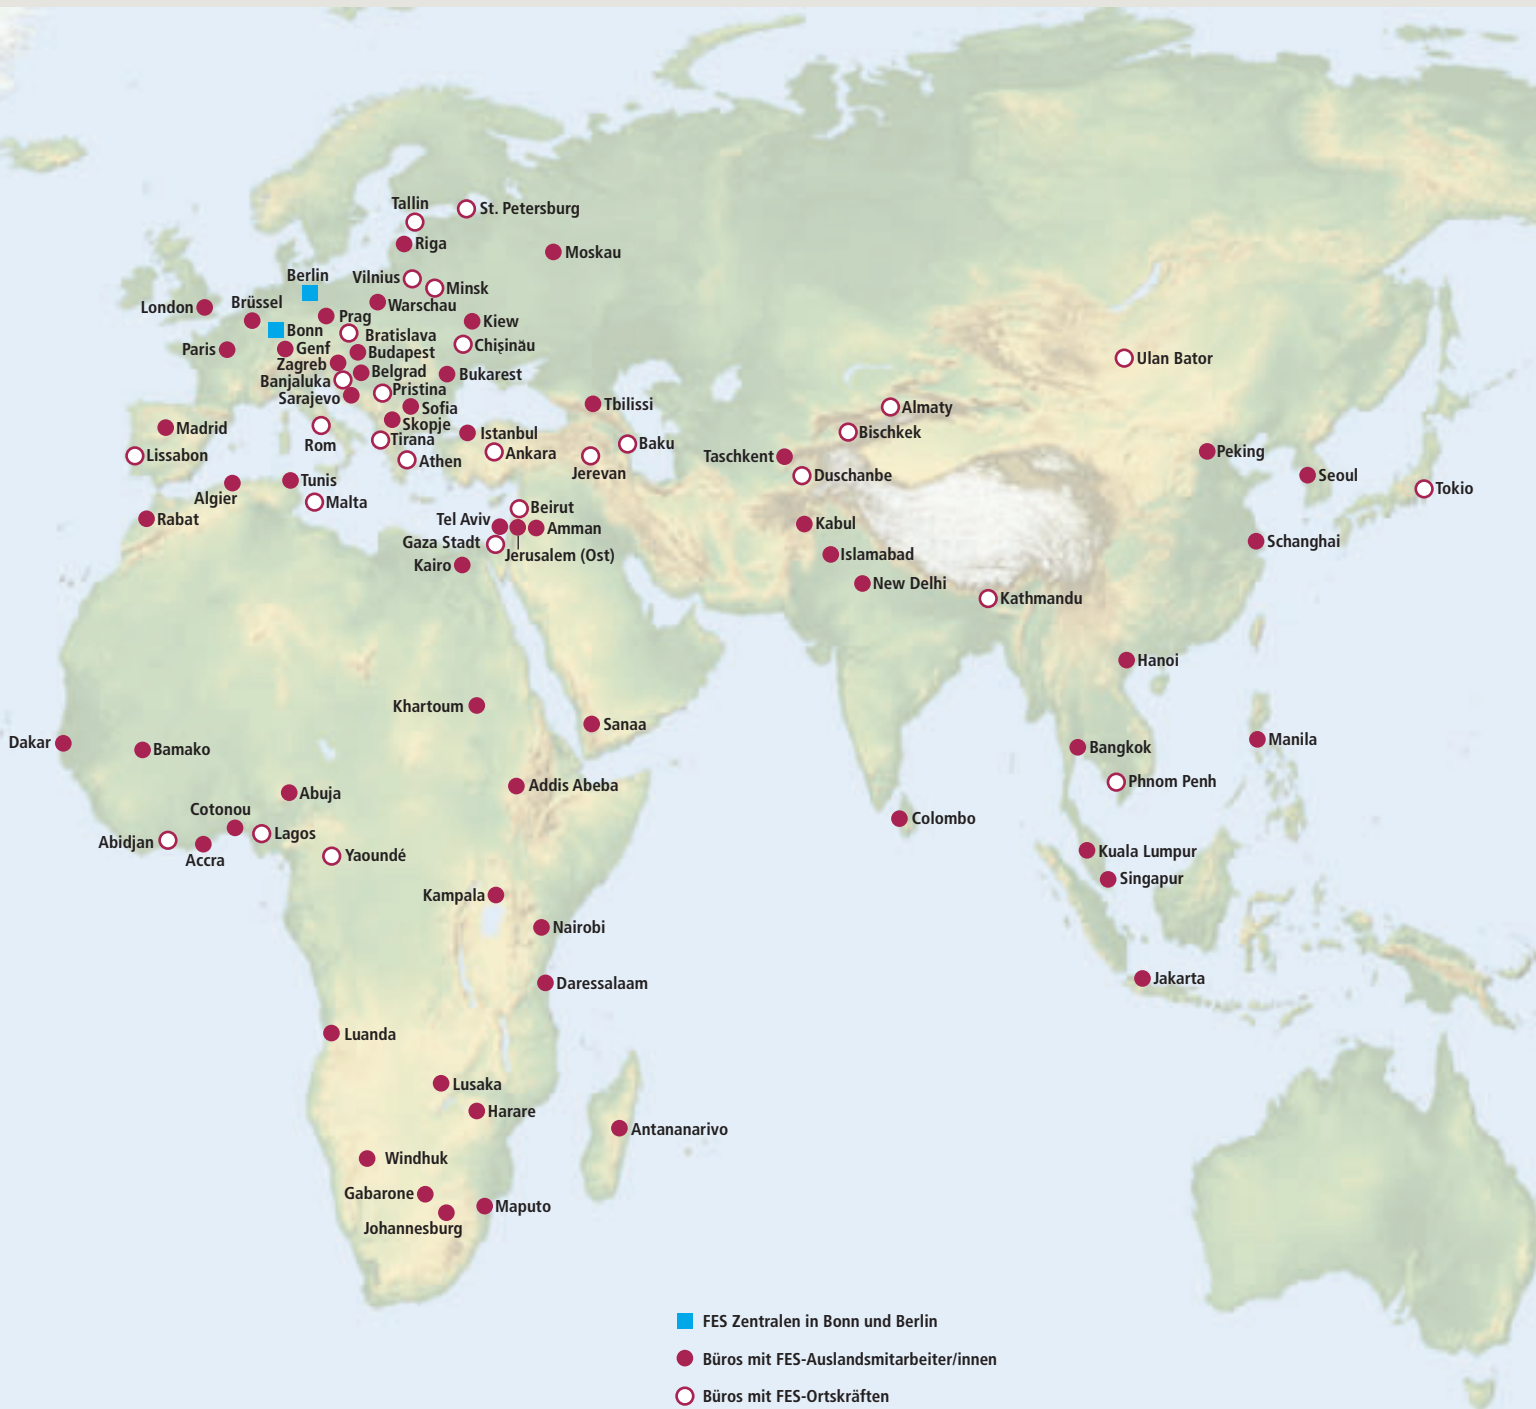 Tallin
St. Petersburg
Riga
Moskau
Berlin
Vilnius
Minsk
London
Brüssel
Warschau
Prag
Kiew
Bonn
Bratislava
Chişinău
Paris
Genf
Budapest
Ulan Bator
Zagreb
Belgrad
Bukarest
Banjaluka
Pristina
Sarajevo
Tbilissi
Sofia
Almaty
Skopje
Madrid
Istanbul
Bischkek
Rom
Tirana
Baku
Lissabon
Ankara
Taschkent
Peking
Athen
Jerevan
Duschanbe
Seoul
Tunis
Tokio
Algier
Malta
Beirut
Rabat
Tel Aviv
Amman
Kabul
Gaza Stadt
Jerusalem (Ost)
Schanghai
Islamabad
Kairo
New Delhi
Kathmandu
Hanoi
Khartoum
Sanaa
Dakar
Bamako
Manila
Bangkok
Addis Abeba
Phnom Penh
Abuja
Cotonou
Colombo
Lagos
Abidjan
Accra
Yaoundé
Kuala Lumpur
Singapur
Kampala
Nairobi
Jakarta
Daressalaam
Luanda
Lusaka
Harare
Antananarivo
Windhuk
Gabarone
Maputo
Johannesburg
FES Zentralen in Bonn und Berlin
Büros mit FES-Auslandsmitarbeiter/innen
Büros mit FES-Ortskräften